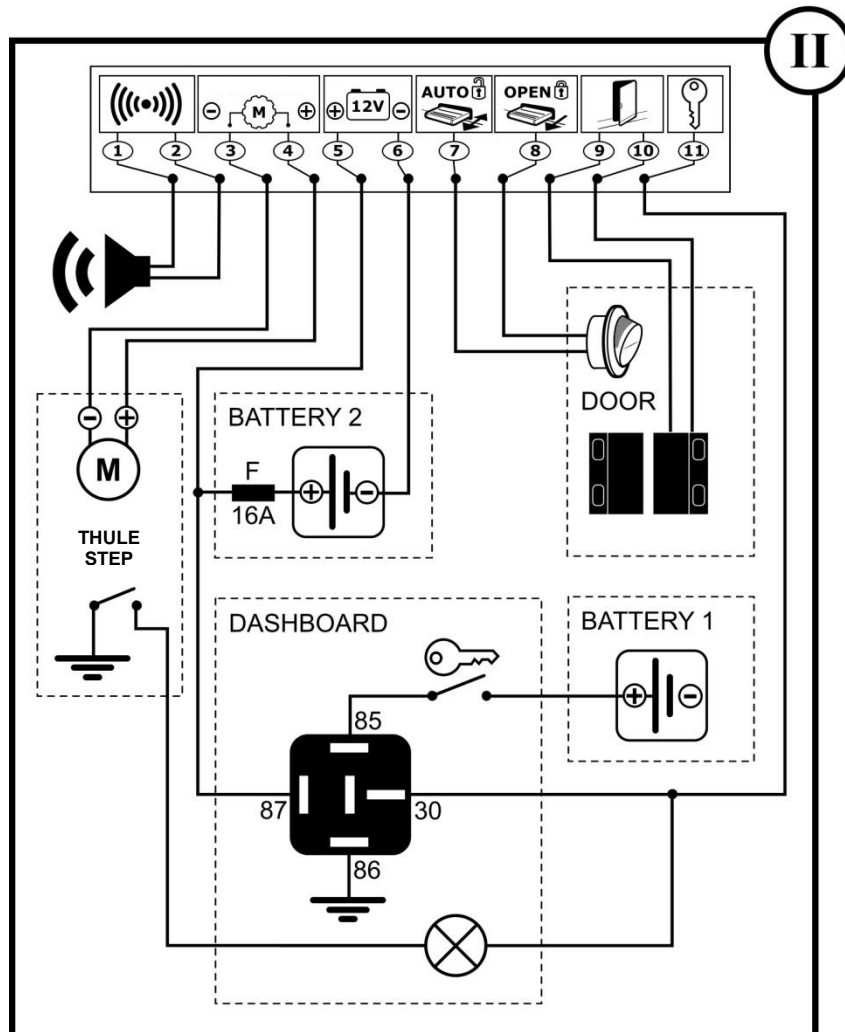 II
AUTO OPEN
M 12V
1 2 3 4 5 6 7 8 9 10 11
BATTERY 2
DOOR
F
16A
M
THULE
STEP
DASHBOARD
BATTERY 1
85
87 30
86